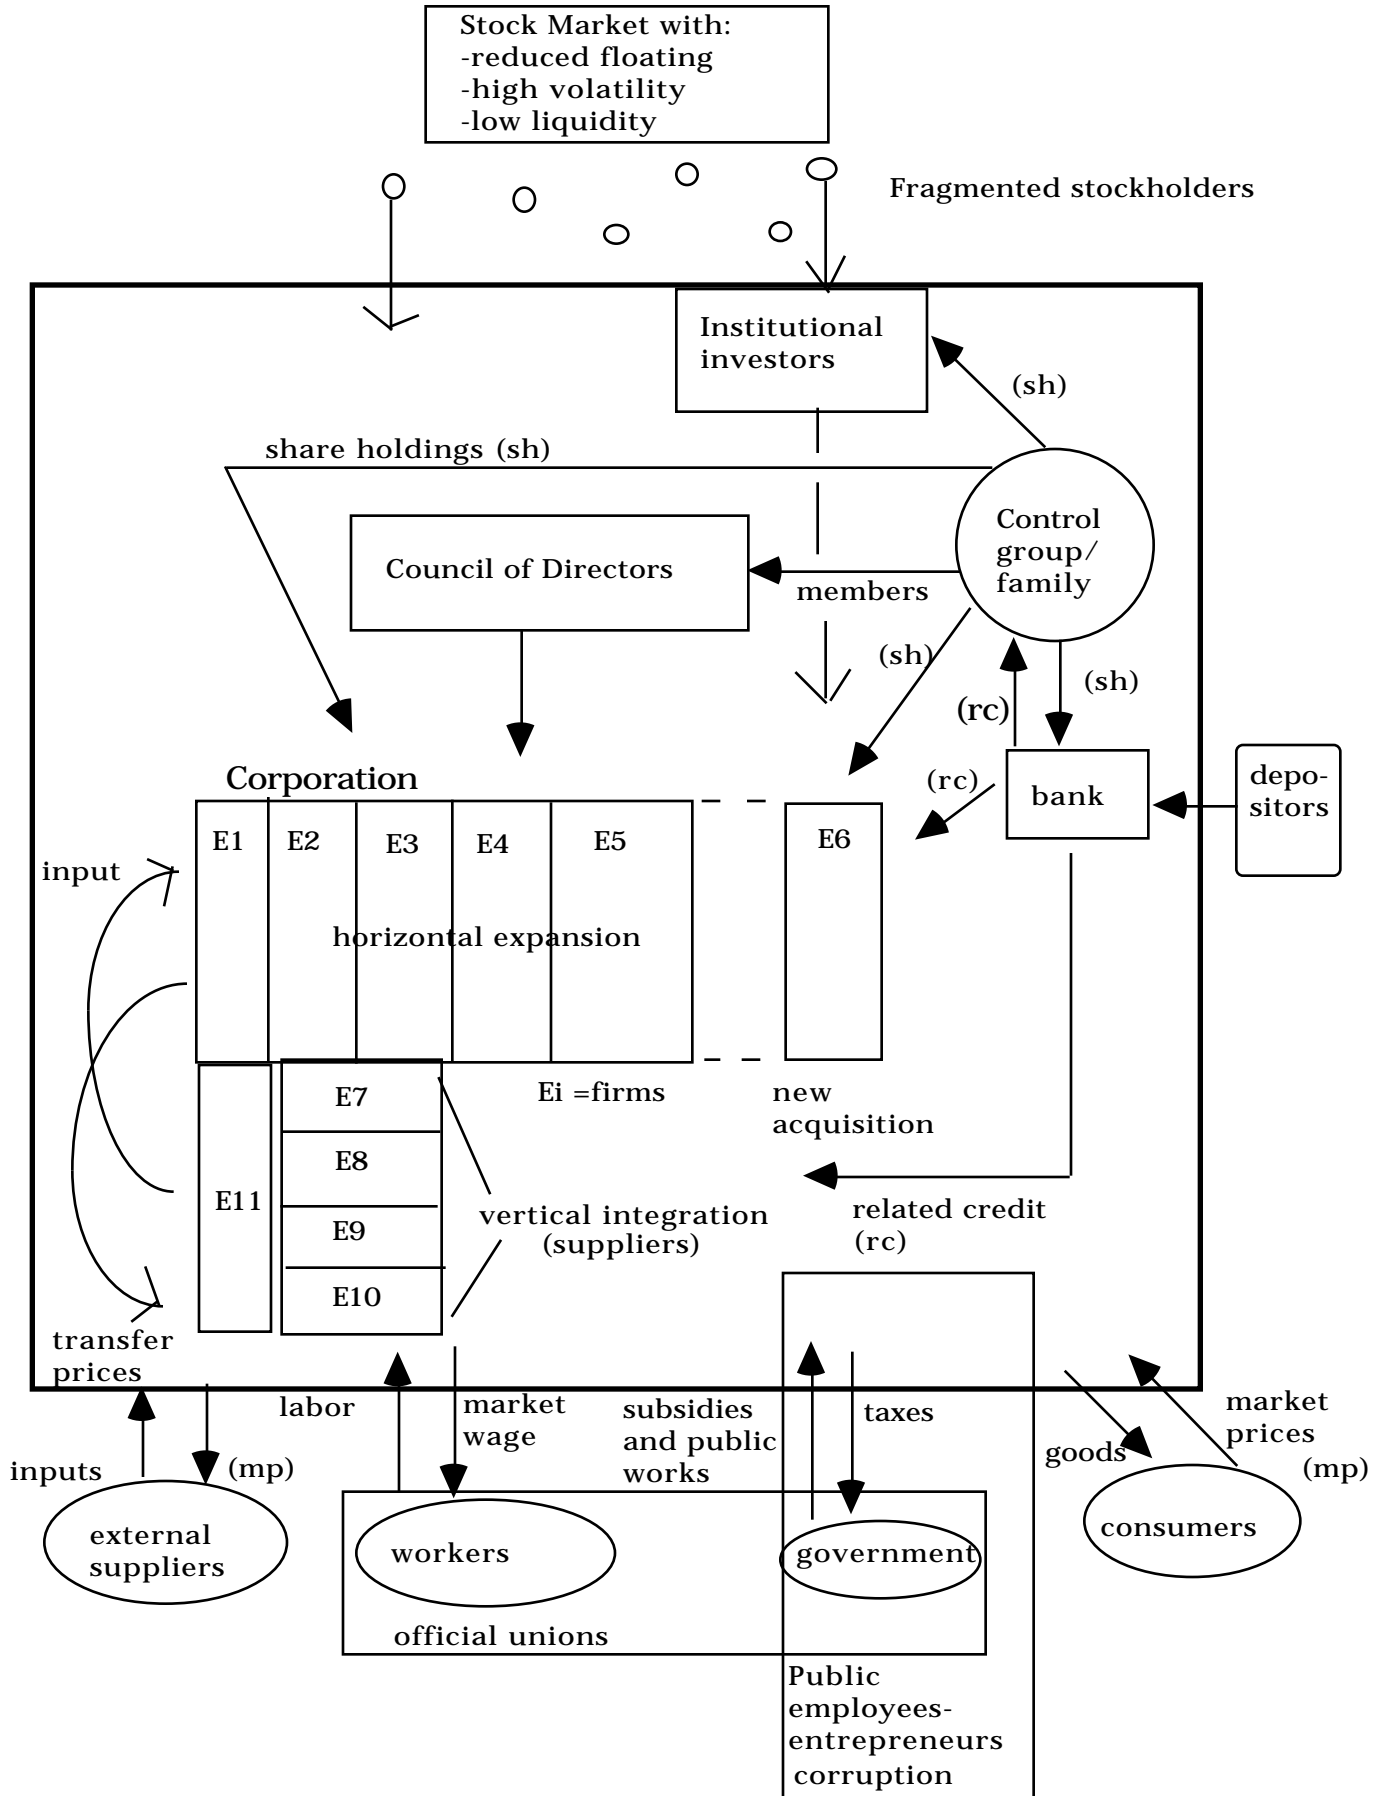 Stock Market with:
-reduced floating
-high volatility
-low liquidity
Fragmented stockholders
Institutional
investors
(sh)
share holdings (sh)
Control
group/
family
Council of Directors
members
(sh)
(sh)
(rc)
Corporation
(rc)
bank
depo-
sitors
E1
E2
E3
E4
E5
E6
input
horizontal expansion
E7
Ei =firms
new
acquisition
E8
E11
vertical integration
(suppliers)
related credit
(rc)
E9
E10
transfer
prices
labor
market
wage
subsidies
and public
works
taxes
goods
market
prices
(mp)
inputs
(mp)
external
suppliers
workers
government
consumers
official unions
Public
employees-
entrepreneurs
corruption